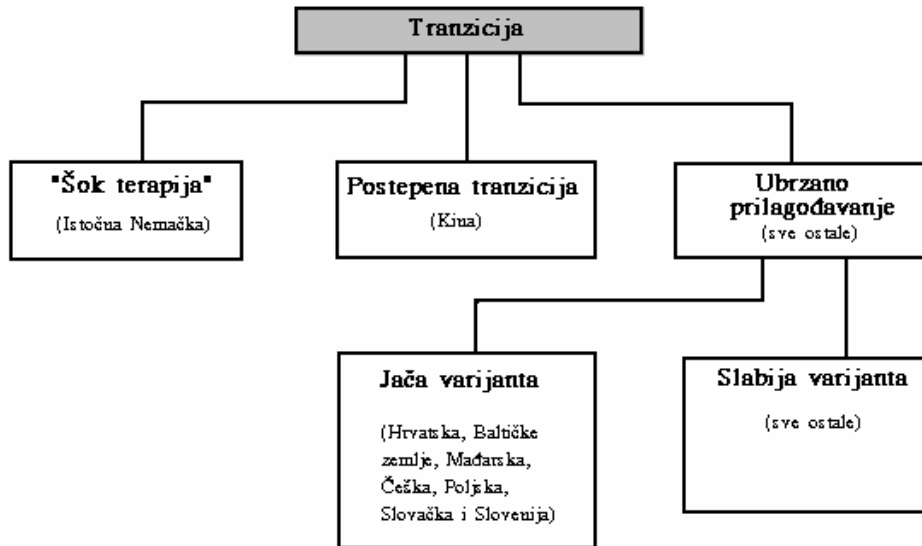 Tranzicija
"Šok terapija"
(Istočna Nemačka)
Postepena tranzicija
(Kina)
Ubrzano
prilagođavanje
(sve ostale)
Jača varijanta
(Hrvatska, Baltičke
zemlje, Mađarska,
Češka, Poljska,
Slovačka i Slovenija)
Slabija varijanta
(sve ostale)